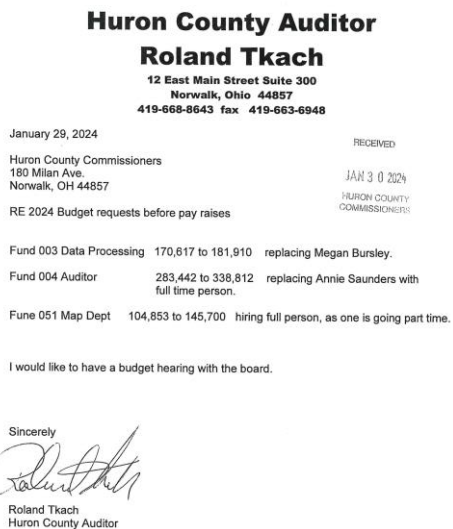 Huron County Auditor
Roland Tkach
12 East Main Street Suite 300
Norwalk, Ohio 44857
419-668-8643 fax 419-663-6948
January 29, 2024
RECEIVED
Huron County Commissioners
180 Milan Ave.
Norwalk, OH 44857
JAN 30 2024
HURON COUNTY
COMMISSIONERS
RE 2024 Budget requests before pay raises
Fund 003 Data Processing 170,617 to 181,910 replacing Megan Bursley.
Fund 004 Auditor 283,442 to 338,812 replacing Annie Saunders with
full time person.
Fune 051 Map Dept 104,853 to 145,700 hiring full person, as one is going part time.
I would like to have a budget hearing with the board.
Sincerely
Roland Tkach
Roland Tkach
Huron County Auditor